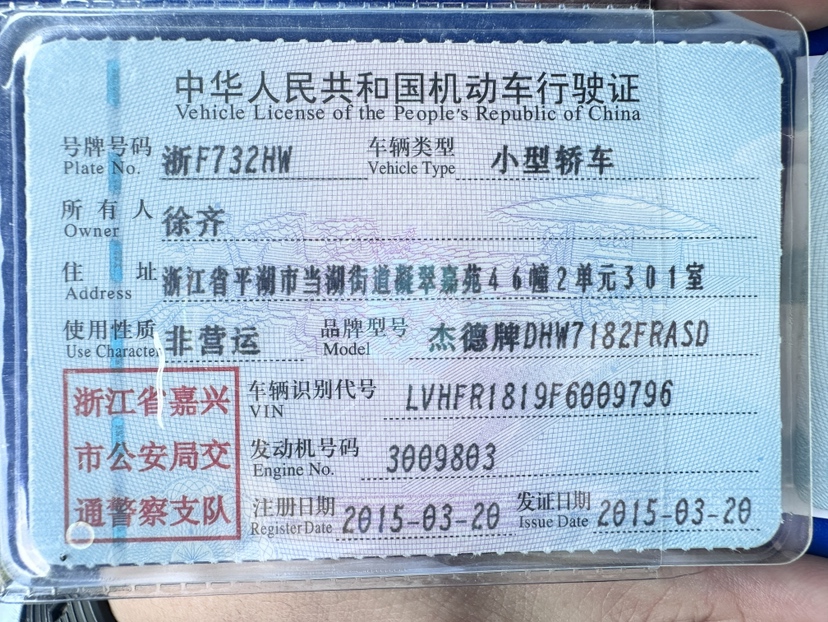 中华人民共和国机动车行驶证
Vehicle License of the People's Republic of China
号牌号码 浙F732HW 车辆类型 小型轿车
Plate No. Vehicle Type
所有人 徐齐
Owner
住址 浙江省平湖市当湖街道凝翠嘉苑46幢2单元301室
Address
使用性质 非营运 品牌型号 杰德牌DHW7182FRASD
Use Character Model
浙江省嘉兴
市公安局交
通警察支队
车辆识别代号 LVHFR1819F6009796
VIN
发动机号码 3009803
Engine No.
注册日期 2015-03-20 发证日期 2015-03-20
Register Date Issue Date